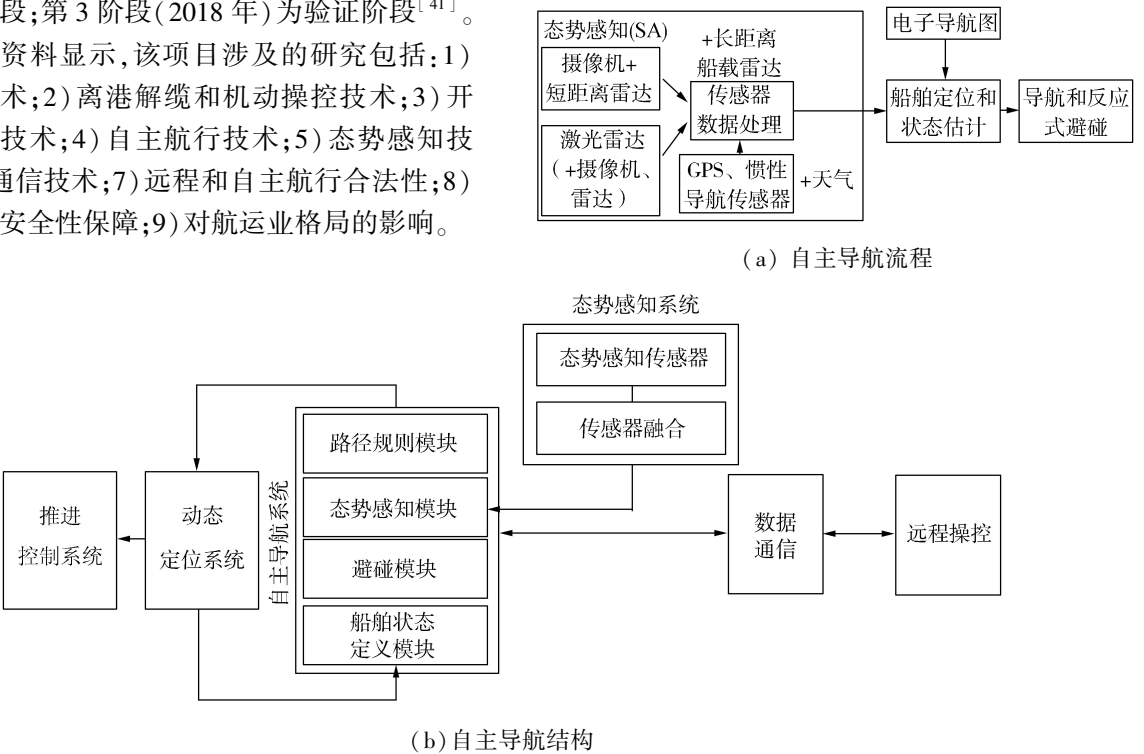 段;第 3 阶段(2018 年)为验证阶段[41]。
资料显示,该项目涉及的研究包括:1)
术;2)离港解缆和机动操控技术;3)开
技术;4)自主航行技术;5)态势感知技
通信技术;7)远程和自主航行合法性;8)
安全性保障;9)对航运业格局的影响。
态势感知(SA)
摄像机+
短距离雷达
激光雷达
(+摄像机、
雷达)
+长距离
船载雷达
传感器
数据处理
GPS、惯性
导航传感器
+天气
电子导航图
船舶定位和
状态估计
导航和反应
式避碰
(a) 自主导航流程
态势感知系统
态势感知传感器
传感器融合
推进
控制系统
动态
定位系统
自主导航系统
路径规则模块
态势感知模块
避碰模块
船舶状态
定义模块
数据
通信
远程操控
(b)自主导航结构